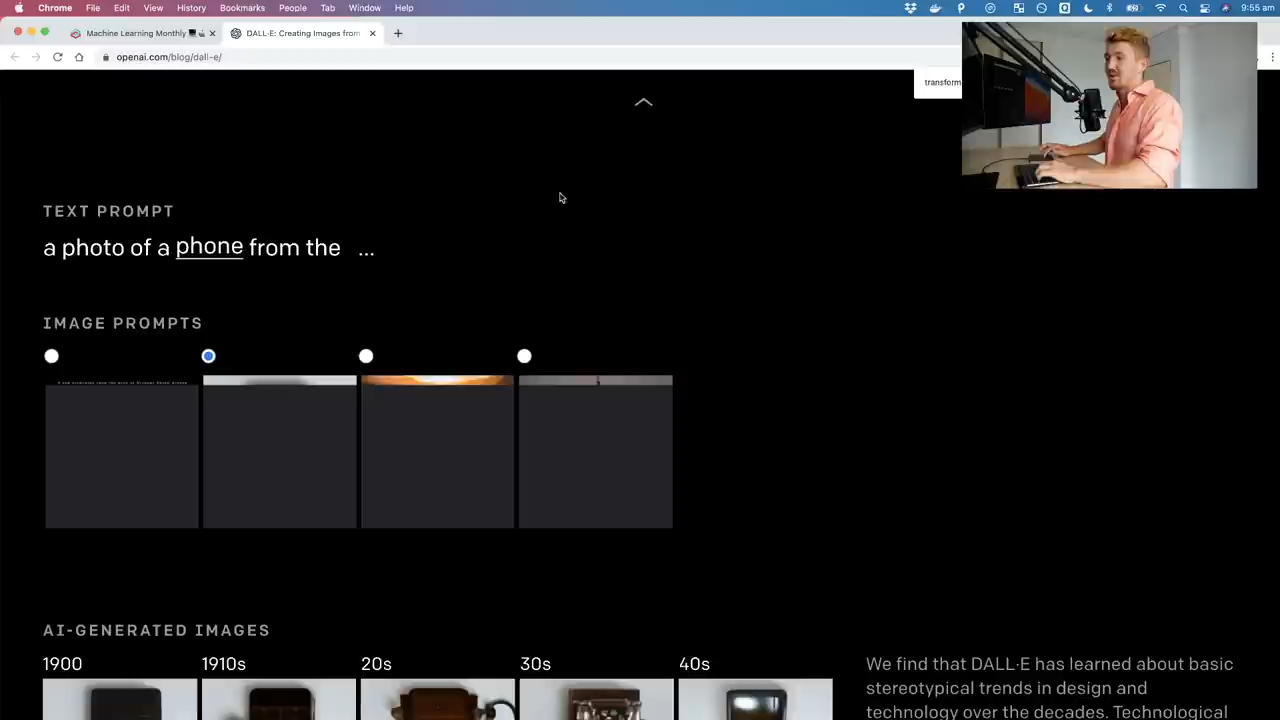 Chrome File Edit View History Bookmarks People Tab Window Help
9:55 am
Machine Learning Monthly
DALL·E: Creating Images from
openai.com/blog/dall-e/
transform
TEXT PROMPT
a photo of a phone from the ...
IMAGE PROMPTS
AI-GENERATED IMAGES
1900 1910s 20s 30s 40s
We find that DALL·E has learned about basic
stereotypical trends in design and
technology over the decades. Technological